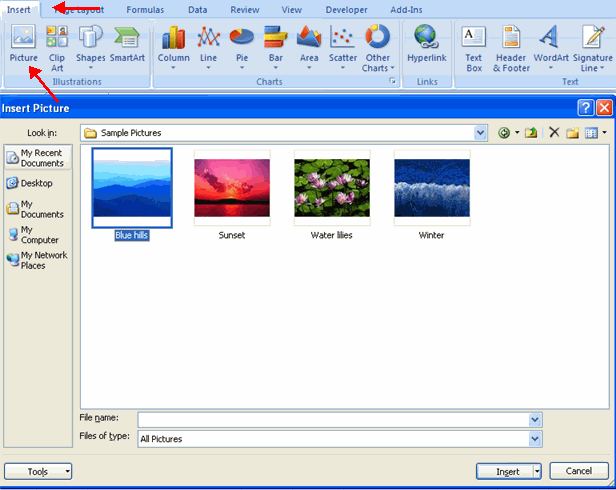 Insert Page Layout Formulas Data Review View Developer Add-Ins
Picture Clip Art Shapes SmartArt Column Line Pie Bar Area Scatter Other Charts Hyperlink Text Box Header & Footer WordArt Signature Line
Illustrations Charts Links Text
Insert Picture
Look in: Sample Pictures
My Recent Documents
Desktop
My Documents
My Computer
My Network Places
Blue hills Sunset Water lilies Winter
File name:
Files of type: All Pictures
Tools Insert Cancel